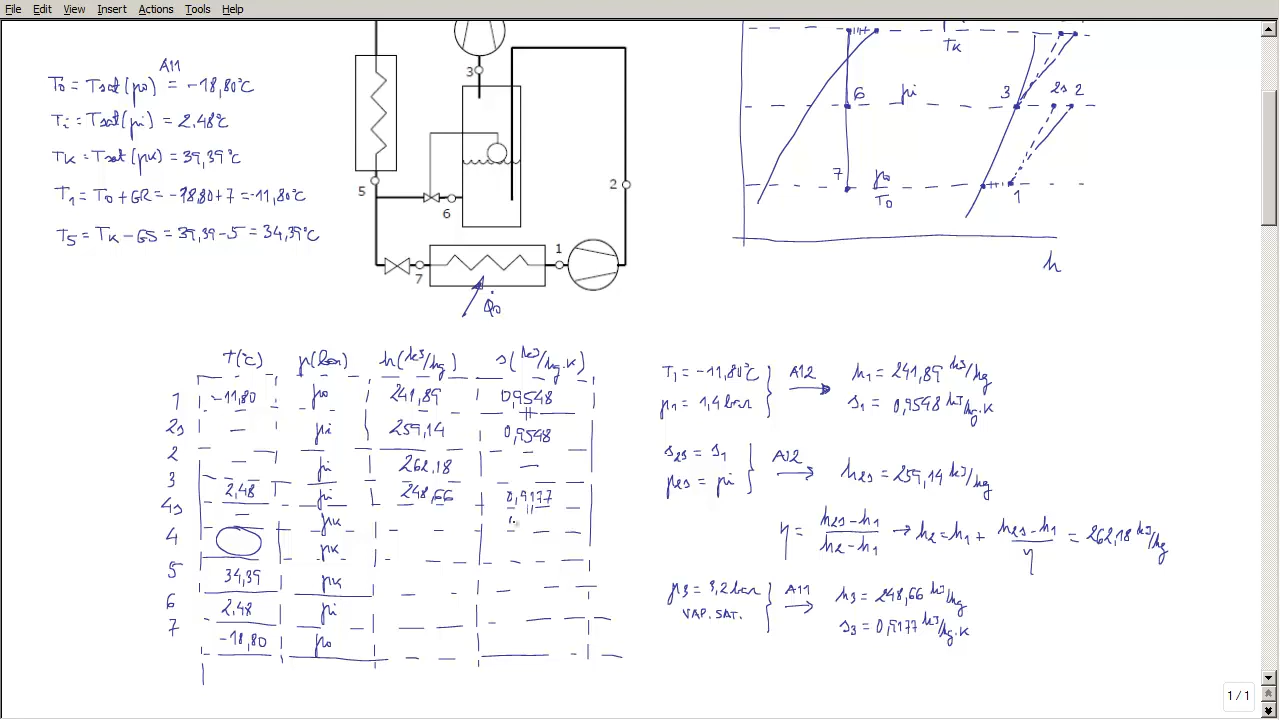 File Edit View Insert Actions Tools Help
A11
T0 = Tsat(p0) = -18,80°C
Ti = Tsat(pi) = 2.48°C
TK = Tsat(pK) = 39,39°C
T1 = T0 + GR = -18.80+7 = -11,80°C
T5 = TK - GS = 39,39-5 = 34,39°C
3
5
6
2
7
1
Q̇0
TK
6
pi
3
2s
2
7
p0
T0
1
h
T(°C) p(bar) h(kJ/kg) s(kJ/kg.K)
1 -11,80 p0 241,89 0,9548
2s — pi 259,14 0,9548
2 — pi 262,18 —
3 2,48 pi 248,66 0,9177
4s — pK
4 pK
5 34,39 pK
6 2,48 pi
7 -18,80 p0
T1 = -11,80°C
p1 = 1,4 bar
A12
h1 = 241,89 kJ/kg
s1 = 0,9548 kJ/kg.K
s2s = s1
p2s = pi
A12
h2s = 259,14 kJ/kg
η = (h2s-h1)/(h2-h1) → h2 = h1 + (h2s-h1)/η = 262,18 kJ/kg
p3 = 3,2 bar
VAP. SAT.
A11
h3 = 248,66 kJ/kg
s3 = 0,9177 kJ/kg.K
1 / 1